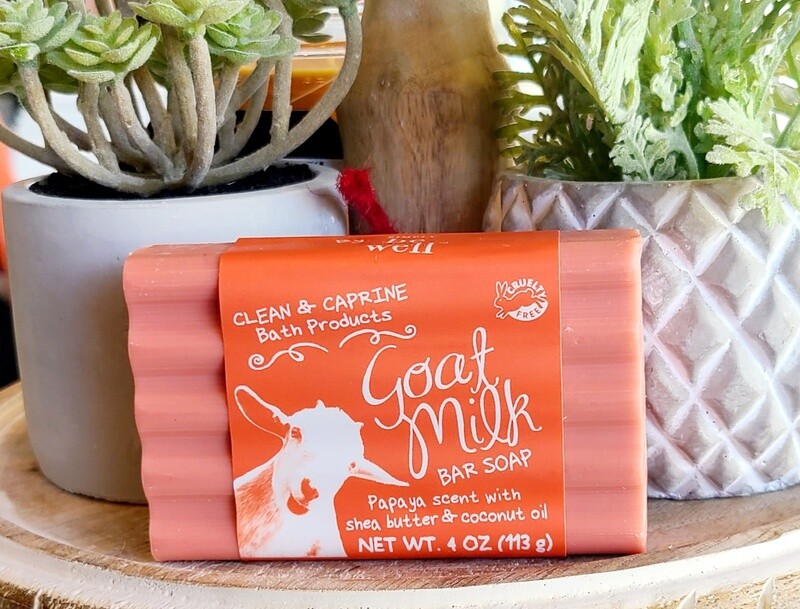 well
CLEAN & CAPRINE
Bath Products
CRUELTY
FREE
Goat
Milk
BAR SOAP
Papaya scent with
shea butter & coconut oil
NET WT. 4 OZ (113 g)